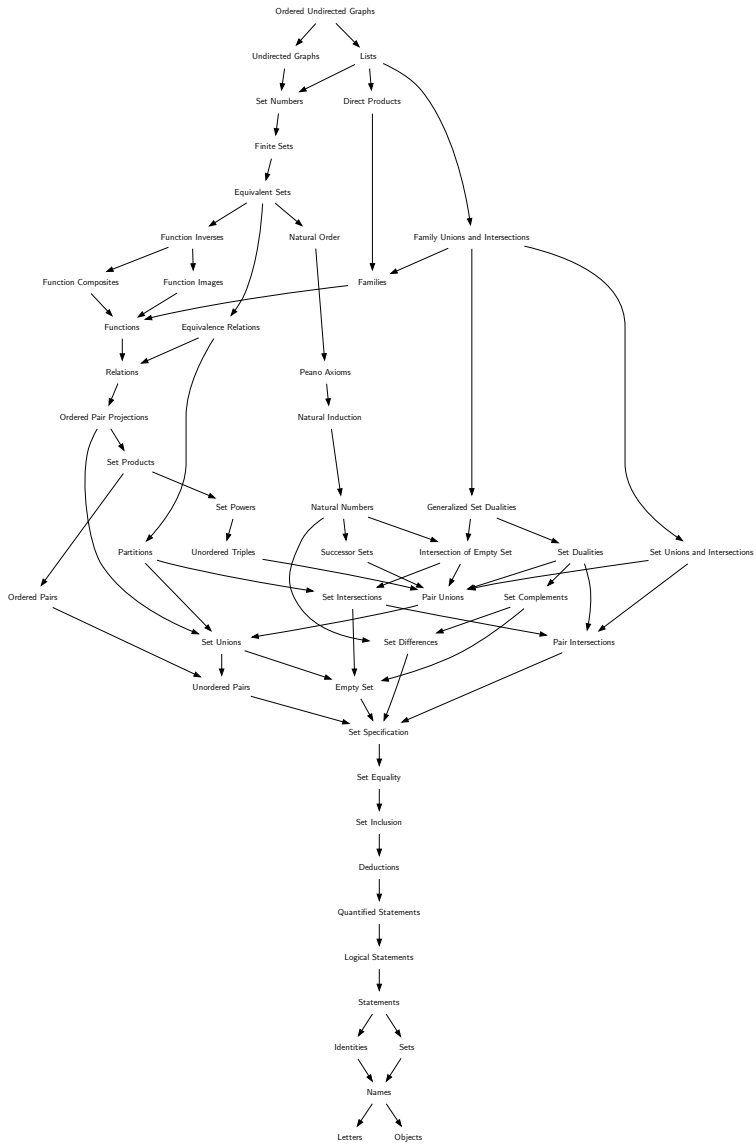 Ordered Undirected Graphs
Undirected Graphs
Lists
Set Numbers
Direct Products
Finite Sets
Equivalent Sets
Function Inverses
Natural Order
Family Unions and Intersections
Function Composites
Function Images
Families
Functions
Equivalence Relations
Relations
Peano Axioms
Ordered Pair Projections
Natural Induction
Set Products
Set Powers
Natural Numbers
Generalized Set Dualities
Partitions
Unordered Triples
Successor Sets
Intersection of Empty Set
Set Dualities
Set Unions and Intersections
Ordered Pairs
Set Intersections
Pair Unions
Set Complements
Set Unions
Set Differences
Pair Intersections
Unordered Pairs
Empty Set
Set Specification
Set Equality
Set Inclusion
Deductions
Quantified Statements
Logical Statements
Statements
Identities
Sets
Names
Letters
Objects